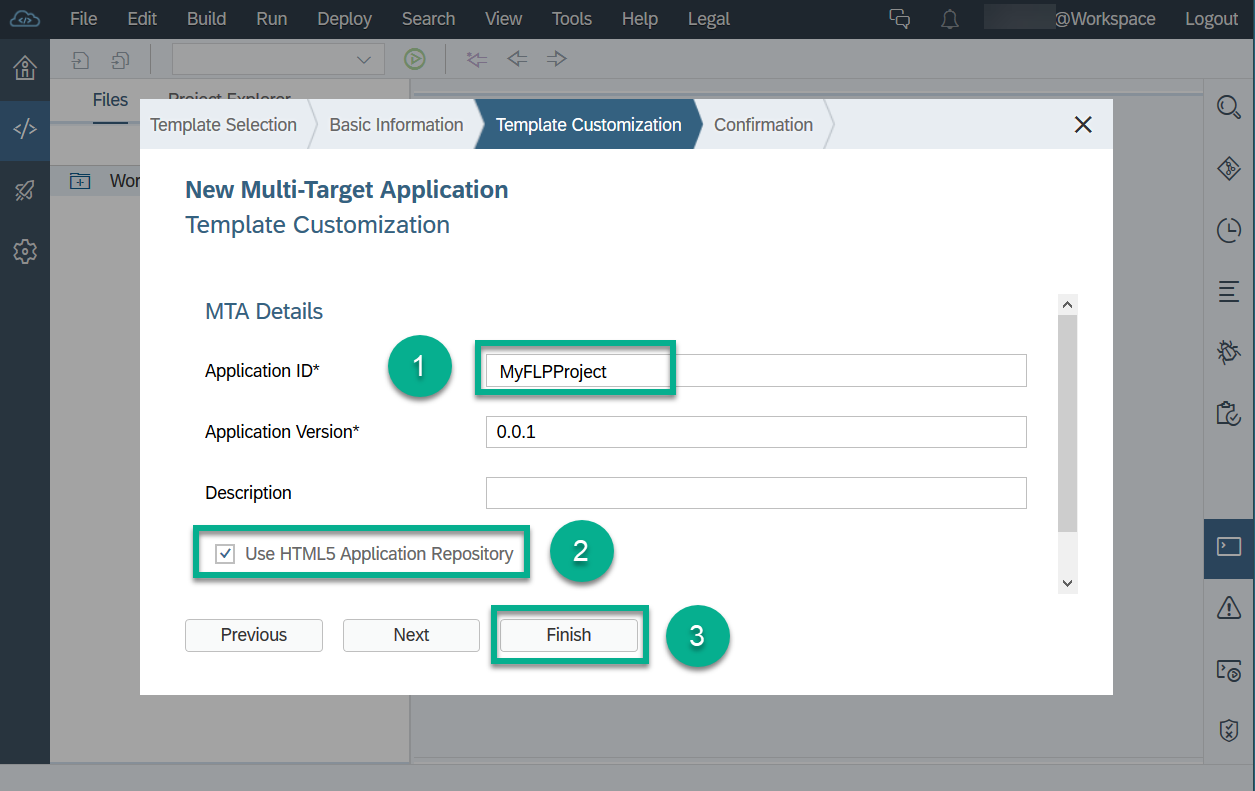 File Edit Build Run Deploy Search View Tools Help Legal @Workspace Logout
Files Project Explorer
Template Selection Basic Information Template Customization Confirmation
Wor
New Multi-Target Application
Template Customization
MTA Details
Application ID* 1 MyFLPProject
Application Version* 0.0.1
Description
Use HTML5 Application Repository 2
Previous Next Finish 3